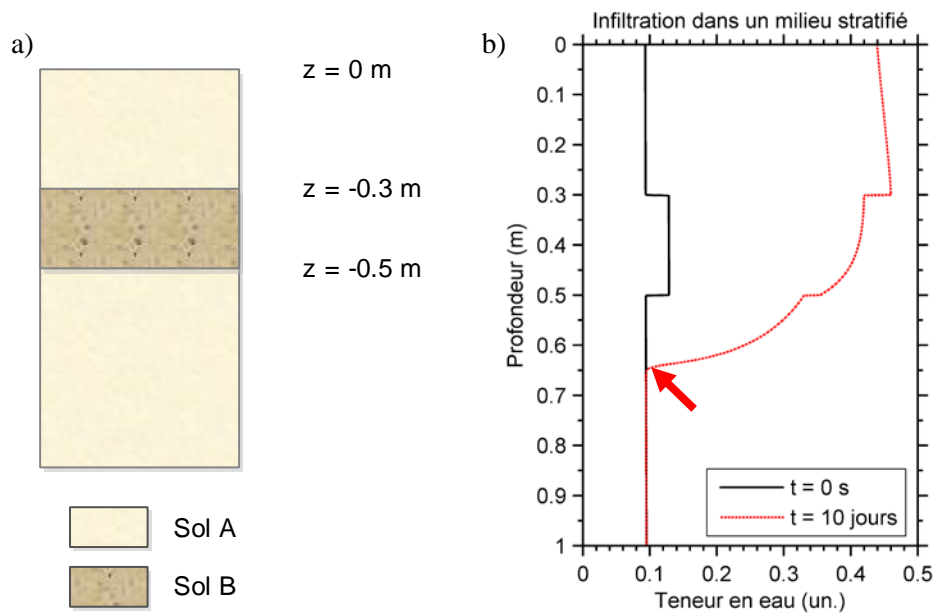 a)
z = 0 m
z = -0.3 m
z = -0.5 m
Sol A
Sol B
b)
Infiltration dans un milieu stratifié
0
0.1
0.2
0.3
0.4
0.5
0.6
0.7
0.8
0.9
1
Profondeur (m)
t = 0 s
t = 10 jours
0 0.1 0.2 0.3 0.4 0.5
Teneur en eau (un.)